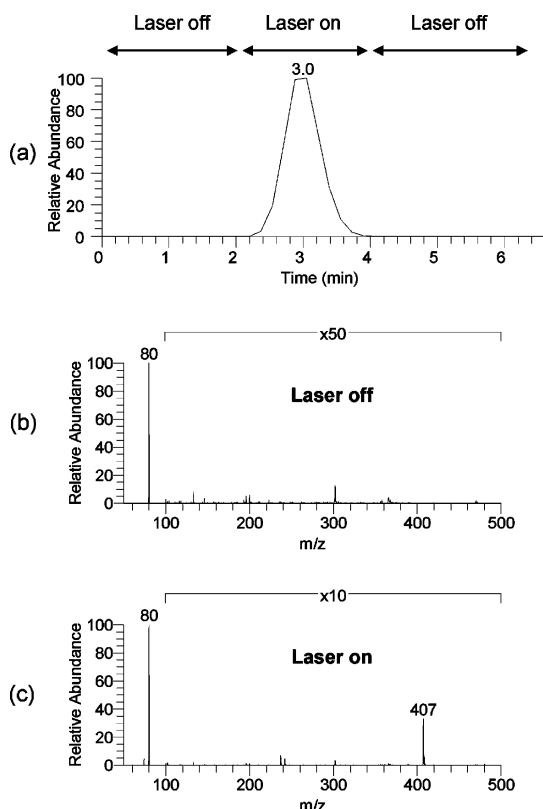 Laser off Laser on Laser off
(a)
Relative Abundance
100
80
60
40
20
0
3.0
0 1 2 3 4 5 6
Time (min)
(b)
x50
Relative Abundance
100
80
60
40
20
0
80
Laser off
100 200 300 400 500
m/z
(c)
x10
Relative Abundance
100
80
60
40
20
0
80
Laser on
407
100 200 300 400 500
m/z